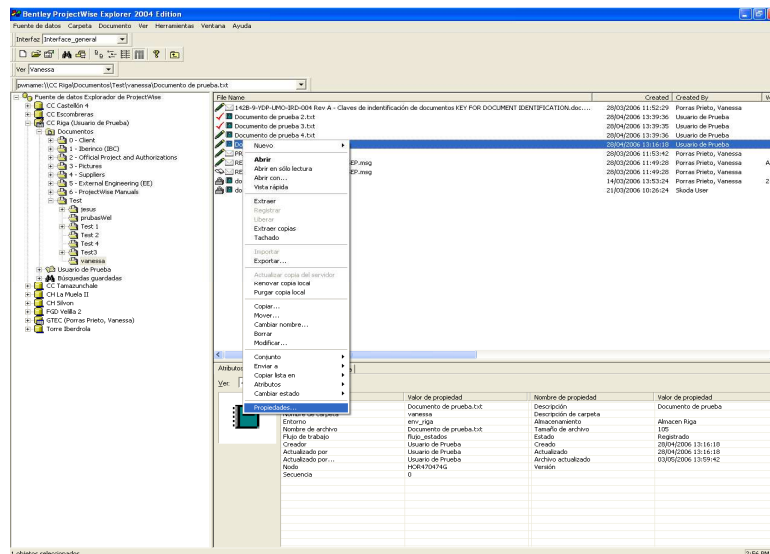 Bentley ProjectWise Explorer 2004 Edition
Fuente de datos Carpeta Documento Ver Herramientas Ventana Ayuda
Interfaz Interface_general
Ver Vanessa
pwname:\\CC Riga\Documentos\Test\vanessa\Documento de prueba.txt
Fuente de datos Explorador de ProjectWise
CC Castellón 4
CC Escombreras
CC Riga (Usuario de Prueba)
Documentos
0 - Client
1 - Iberinco (IBC)
2 - Official Project and Authorizations
3 - Pictures
4 - Suppliers
5 - External Engineering (EE)
6 - ProjectWise Manuals
Test
jesus
prubasWel
Test 1
Test 2
Test 4
Test3
vanessa
Usuario de Prueba
Búsquedas guardadas
CC Tamazunchale
CH La Muela II
CH Silvon
FGD Velilla 2
GTEC (Porras Prieto, Vanessa)
Torre Iberdrola
File Name Created Created By
142B-9-YDP-UMO-IRD-004 Rev A - Claves de indentificación de documentos KEY FOR DOCUMENT IDENTIFICATION.doc... 28/03/2006 11:52:29 Porras Prieto, Vanessa
Documento de prueba 2.txt 28/04/2006 13:39:36 Usuario de Prueba
Documento de prueba 3.txt 28/04/2006 13:39:35 Usuario de Prueba
Documento de prueba 4.txt 28/04/2006 13:39:36 Usuario de Prueba
Do 28/04/2006 13:16:18 Usuario de Prueba
PR 28/03/2006 11:53:42 Porras Prieto, Vanessa
RE EP.msg 28/03/2006 11:49:28 Porras Prieto, Vanessa A
RE EP.msg 28/03/2006 11:49:28 Porras Prieto, Vanessa
do 14/03/2006 13:53:24 Porras Prieto, Vanessa 2
do 21/03/2006 10:26:24 Skoda User
Nuevo
Abrir
Abrir en sólo lectura
Abrir con...
Vista rápida
Extraer
Registrar
Liberar
Extraer copias
Tachado
Importar
Exportar...
Actualizar copia del servidor
Renovar copia local
Purgar copia local
Copiar...
Mover...
Cambiar nombre...
Borrar
Modificar...
Conjunto
Enviar a
Copiar lista en
Atributos
Cambiar estado
Propiedades...
Atributos
Ver:
Valor de propiedad Nombre de propiedad Valor de propiedad
Documento de prueba.txt Descripción Documento de prueba
Nombre de carpeta vanessa Descripción de carpeta
Entorno env_riga Almacenamiento Almacen Riga
Nombre de archivo Documento de prueba.txt Tamaño de archivo 105
Flujo de trabajo flujo_estados Estado Registrado
Creador Usuario de Prueba Creado 28/04/2006 13:16:18
Actualizado por Usuario de Prueba Actualizado 28/04/2006 13:16:18
Actualizado por... Usuario de Prueba Archivo actualizado 03/05/2006 13:59:42
Nodo HOR470474G Versión
Secuencia 0
1 objetos seleccionados 2:56 PM